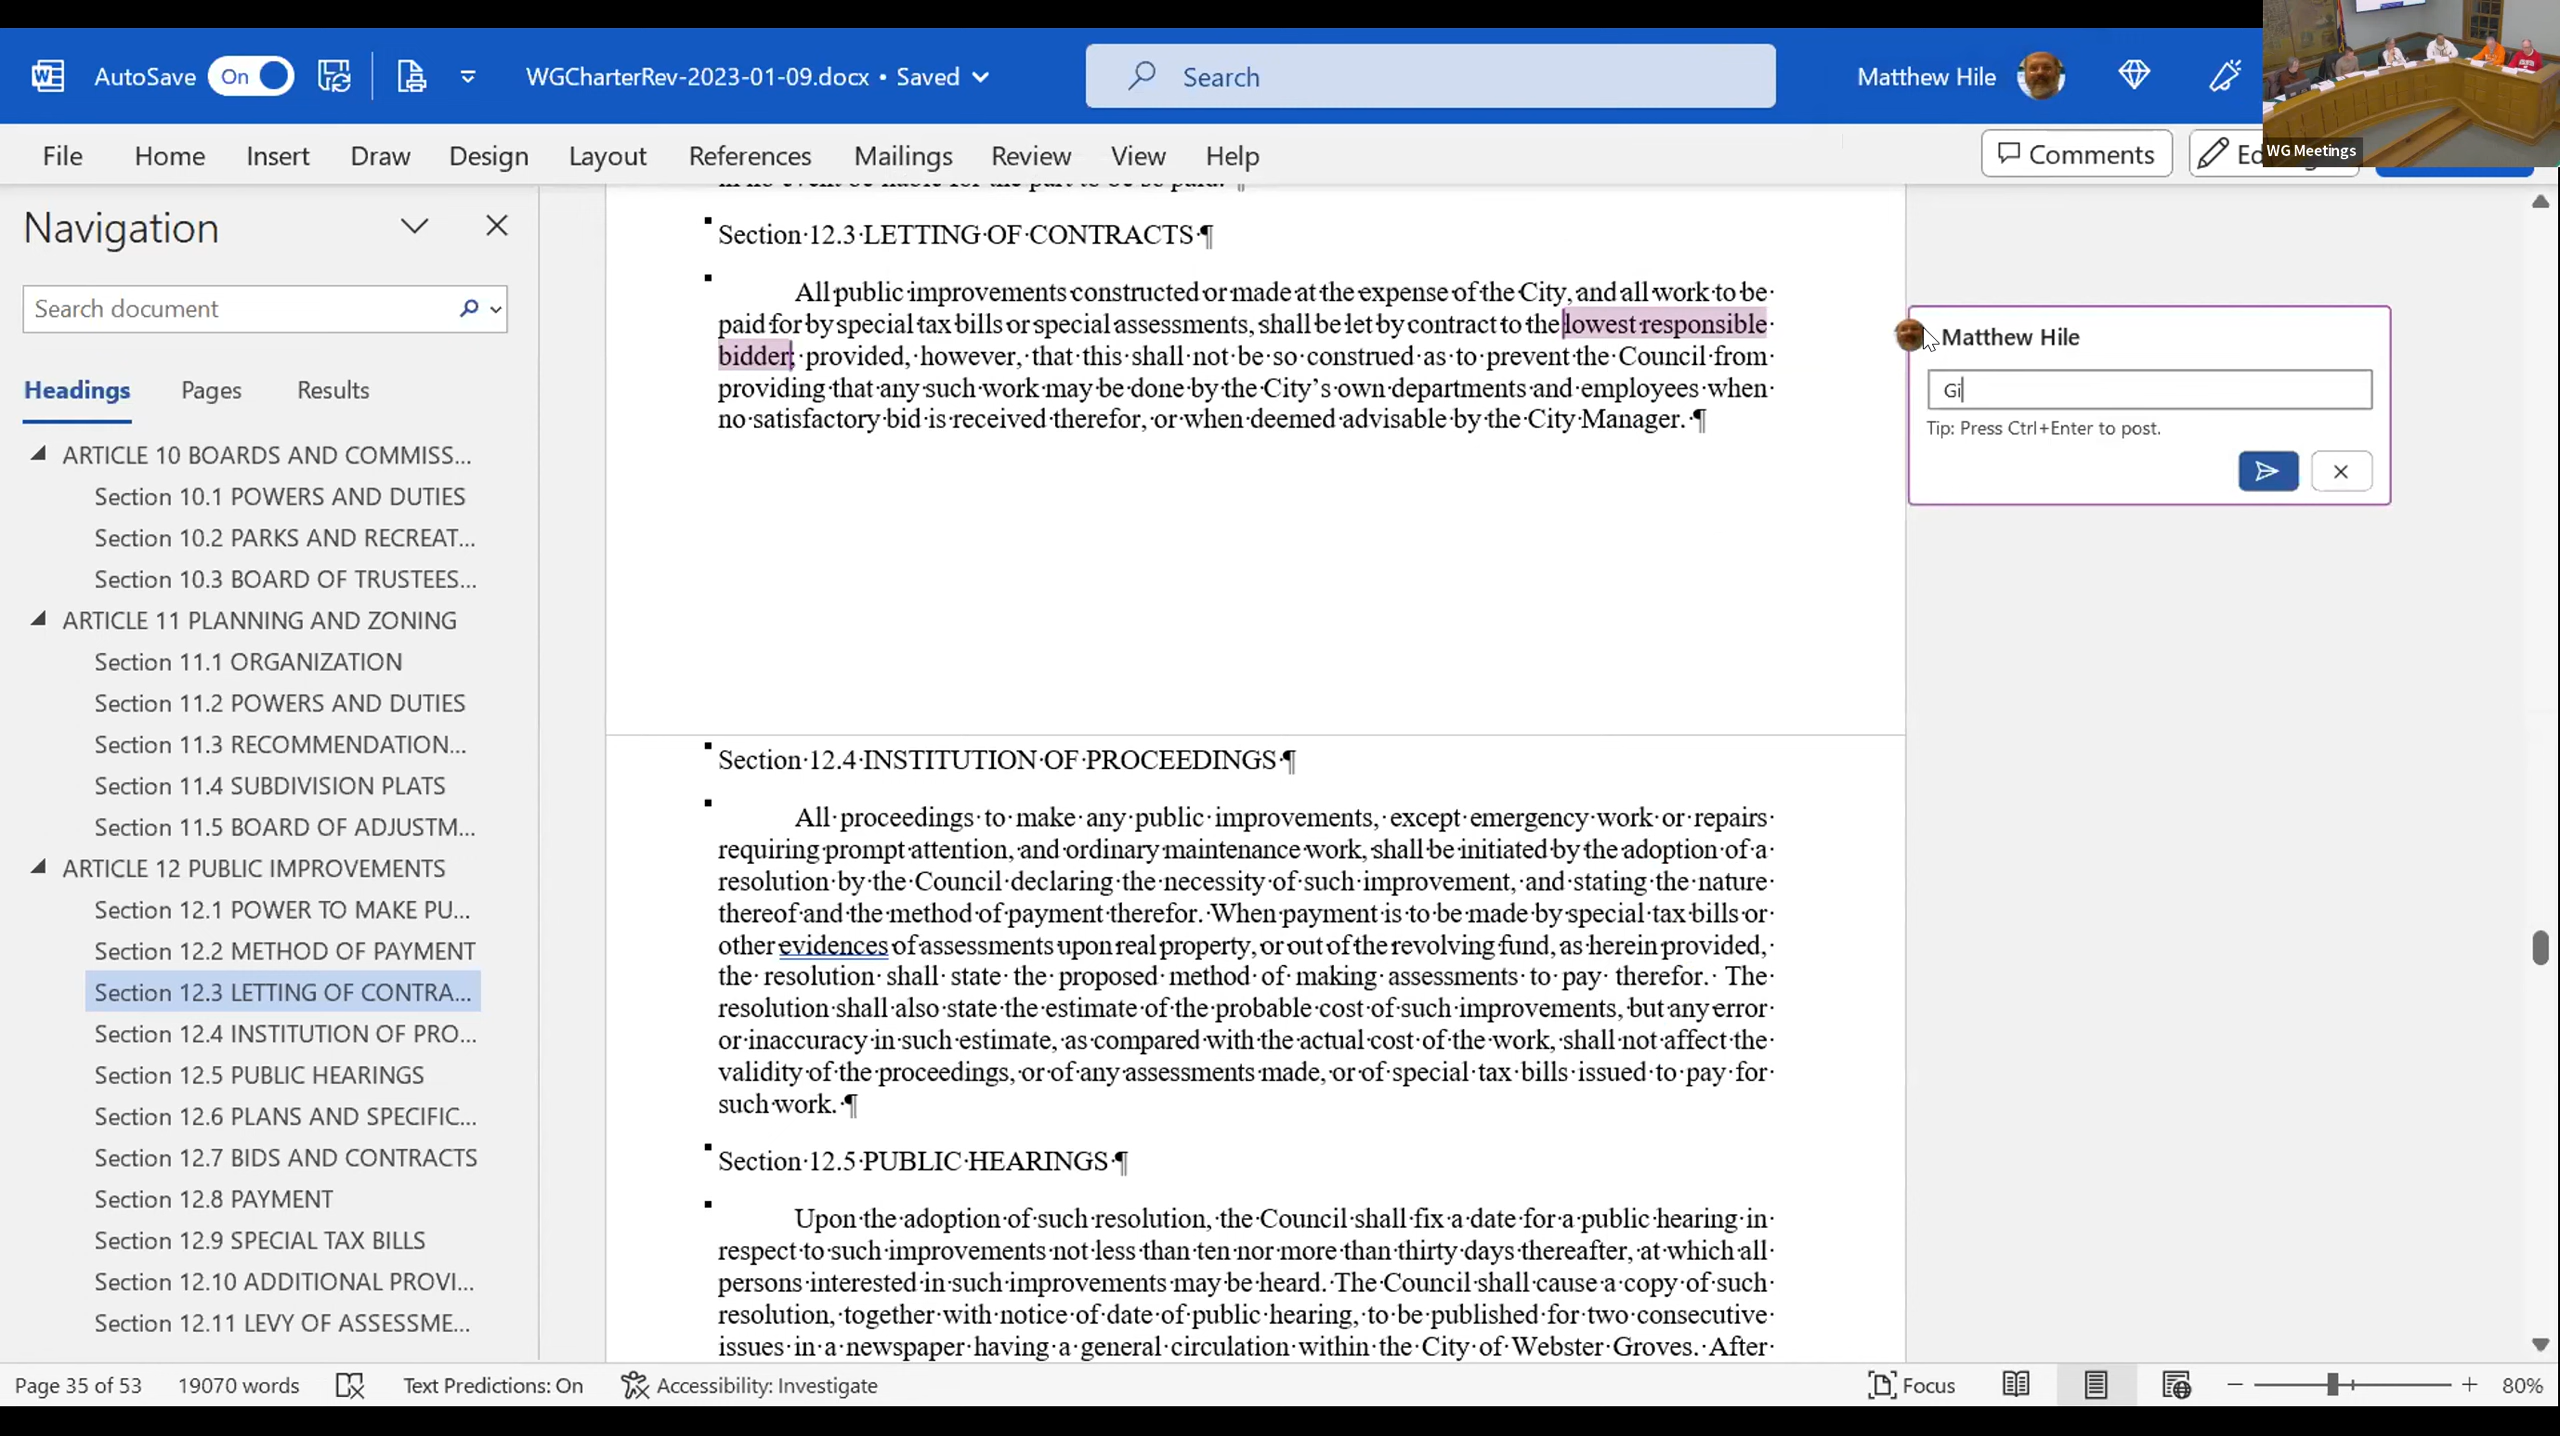 AutoSave On WGCharterRev-2023-01-09.docx • Saved Search Matthew Hile
WG Meetings
File Home Insert Draw Design Layout References Mailings Review View Help Comments
Navigation
Search document
Headings Pages Results
ARTICLE 10 BOARDS AND COMMISS...
Section 10.1 POWERS AND DUTIES
Section 10.2 PARKS AND RECREAT...
Section 10.3 BOARD OF TRUSTEES...
ARTICLE 11 PLANNING AND ZONING
Section 11.1 ORGANIZATION
Section 11.2 POWERS AND DUTIES
Section 11.3 RECOMMENDATION...
Section 11.4 SUBDIVISION PLATS
Section 11.5 BOARD OF ADJUSTM...
ARTICLE 12 PUBLIC IMPROVEMENTS
Section 12.1 POWER TO MAKE PU...
Section 12.2 METHOD OF PAYMENT
Section 12.3 LETTING OF CONTRA...
Section 12.4 INSTITUTION OF PRO...
Section 12.5 PUBLIC HEARINGS
Section 12.6 PLANS AND SPECIFIC...
Section 12.7 BIDS AND CONTRACTS
Section 12.8 PAYMENT
Section 12.9 SPECIAL TAX BILLS
Section 12.10 ADDITIONAL PROVI...
Section 12.11 LEVY OF ASSESSME...
in no event be liable for the part to be so paid. ¶
Section 12.3 LETTING OF CONTRACTS ¶
All public improvements constructed or made at the expense of the City, and all work to be
paid for by special tax bills or special assessments, shall be let by contract to the lowest responsible
bidder; provided, however, that this shall not be so construed as to prevent the Council from
providing that any such work may be done by the City’s own departments and employees when
no satisfactory bid is received therefor, or when deemed advisable by the City Manager. ¶
Section 12.4 INSTITUTION OF PROCEEDINGS ¶
All proceedings to make any public improvements, except emergency work or repairs
requiring prompt attention, and ordinary maintenance work, shall be initiated by the adoption of a
resolution by the Council declaring the necessity of such improvement, and stating the nature
thereof and the method of payment therefor. When payment is to be made by special tax bills or
other evidences of assessments upon real property, or out of the revolving fund, as herein provided,
the resolution shall state the proposed method of making assessments to pay therefor. The
resolution shall also state the estimate of the probable cost of such improvements, but any error
or inaccuracy in such estimate, as compared with the actual cost of the work, shall not affect the
validity of the proceedings, or of any assessments made, or of special tax bills issued to pay for
such work. ¶
Section 12.5 PUBLIC HEARINGS ¶
Upon the adoption of such resolution, the Council shall fix a date for a public hearing in
respect to such improvements not less than ten nor more than thirty days thereafter, at which all
persons interested in such improvements may be heard. The Council shall cause a copy of such
resolution, together with notice of date of public hearing, to be published for two consecutive
issues in a newspaper having a general circulation within the City of Webster Groves. After
Matthew Hile
Gi
Tip: Press Ctrl+Enter to post.
Page 35 of 53 19070 words Text Predictions: On Accessibility: Investigate Focus 80%